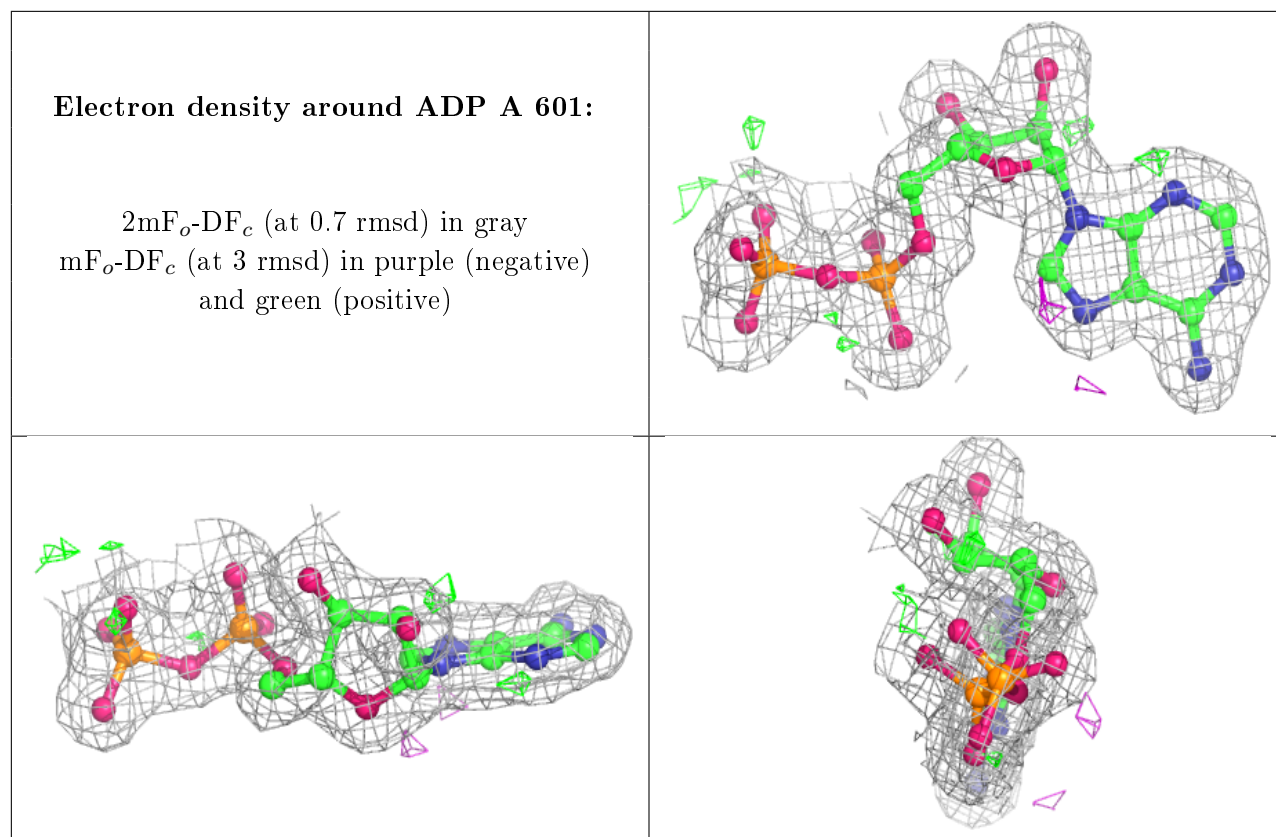 Electron density around ADP A 601:
2mFo-DFc (at 0.7 rmsd) in gray
mFo-DFc (at 3 rmsd) in purple (negative)
and green (positive)